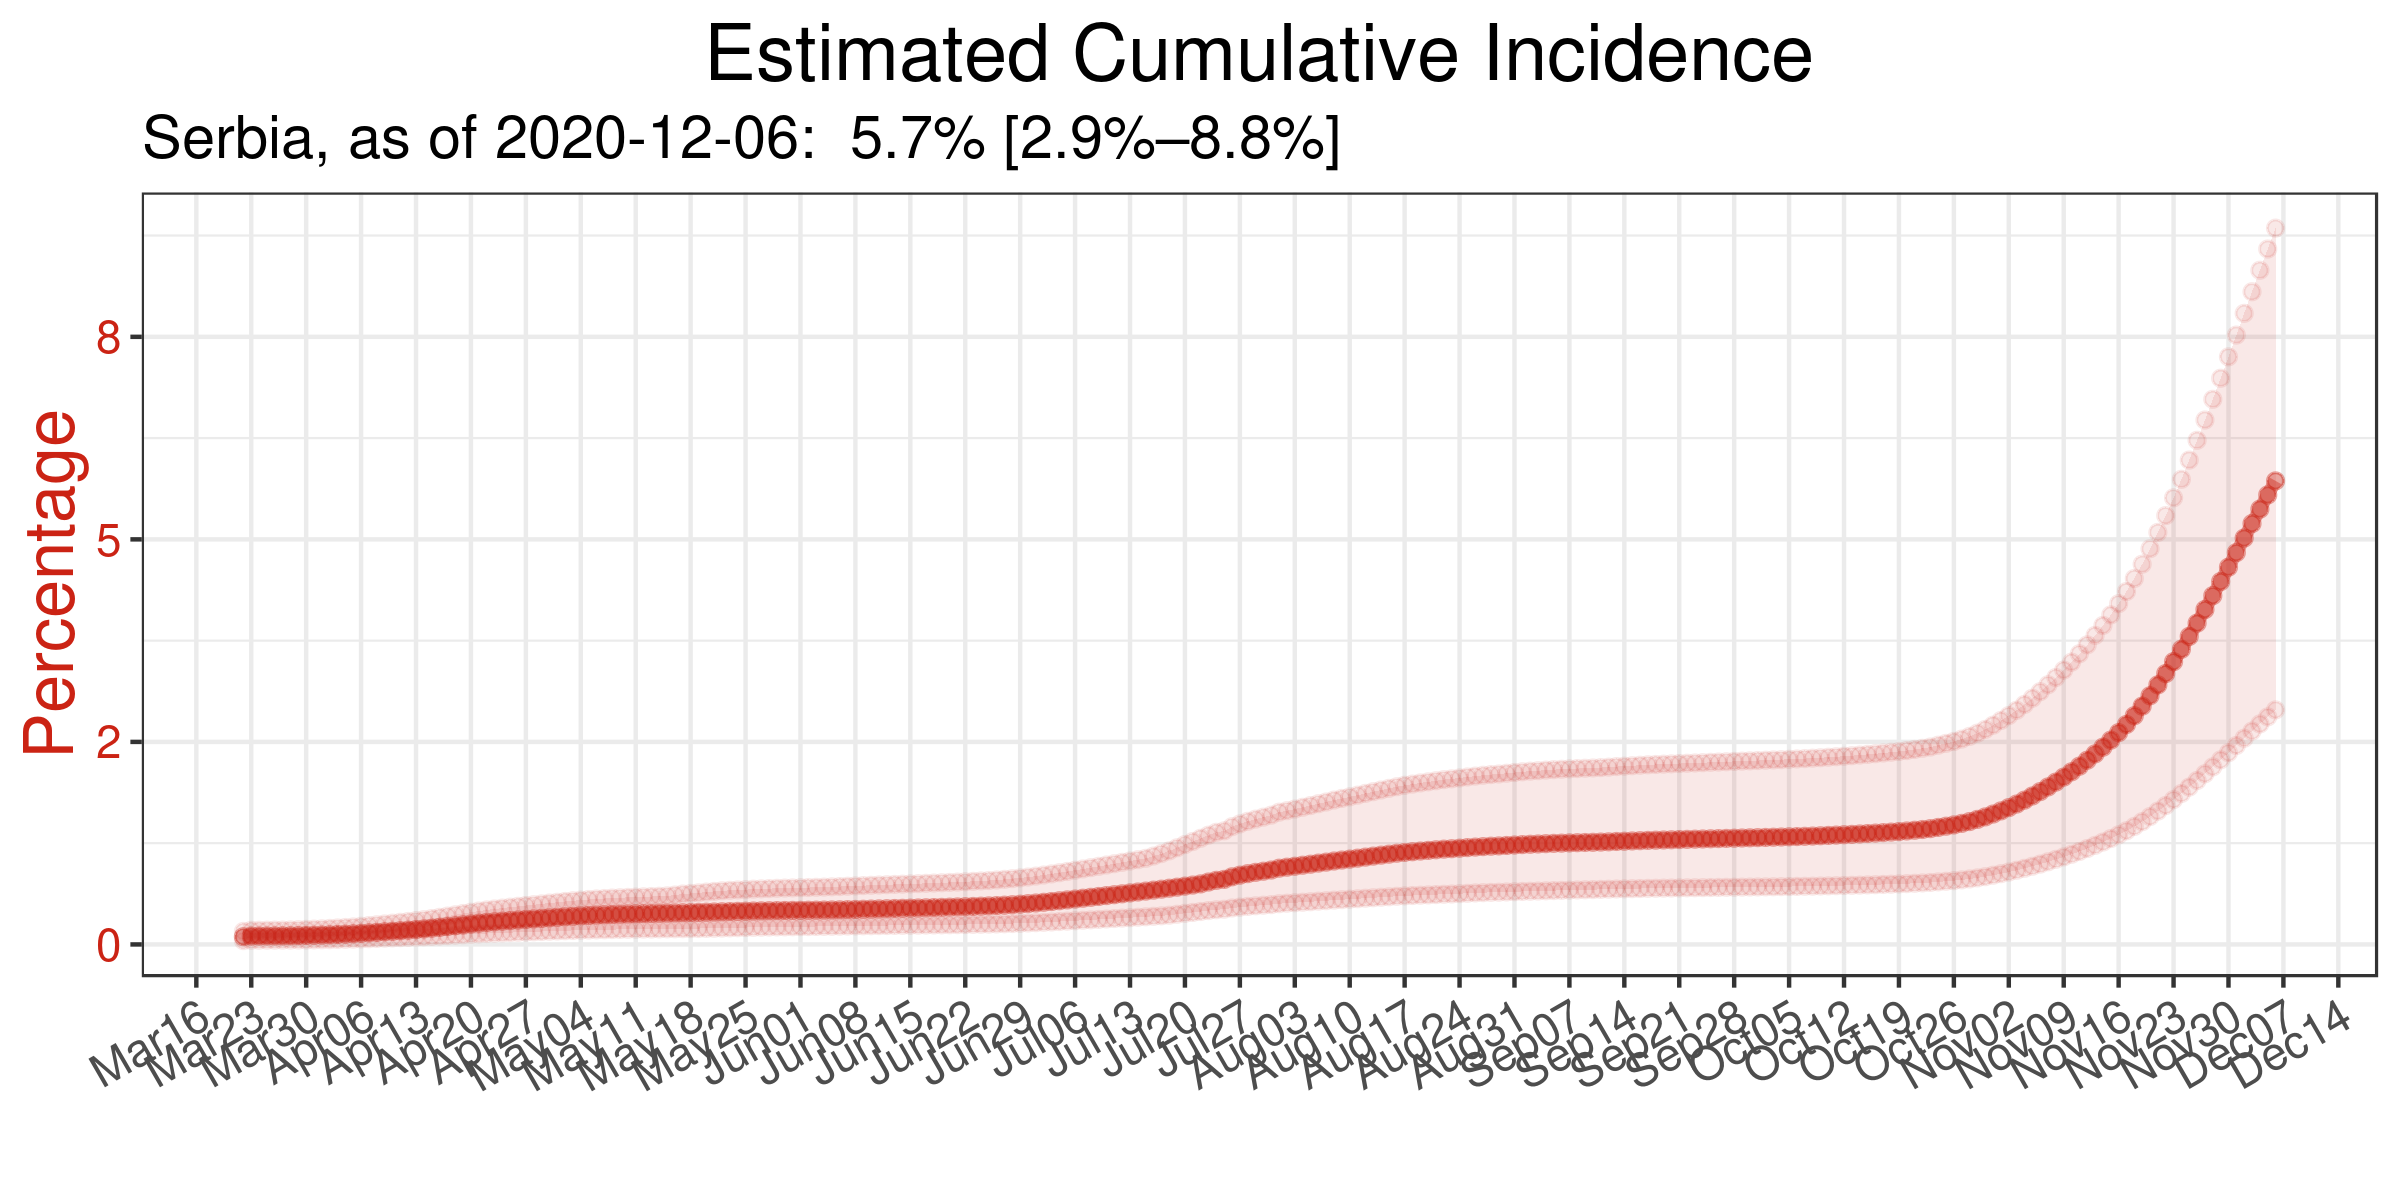 Estimated Cumulative Incidence
Serbia, as of 2020-12-06:  5.7% [2.9%–8.8%]
Percentage
8
5
2
0
Mar16
Mar23
Mar30
Apr06
Apr13
Apr20
Apr27
May04
May11
May18
May25
Jun01
Jun08
Jun15
Jun22
Jun29
Jul06
Jul13
Jul20
Jul27
Aug03
Aug10
Aug17
Aug24
Aug31
Sep07
Sep14
Sep21
Sep28
Oct05
Oct12
Oct19
Oct26
Nov02
Nov09
Nov16
Nov23
Nov30
Dec07
Dec14